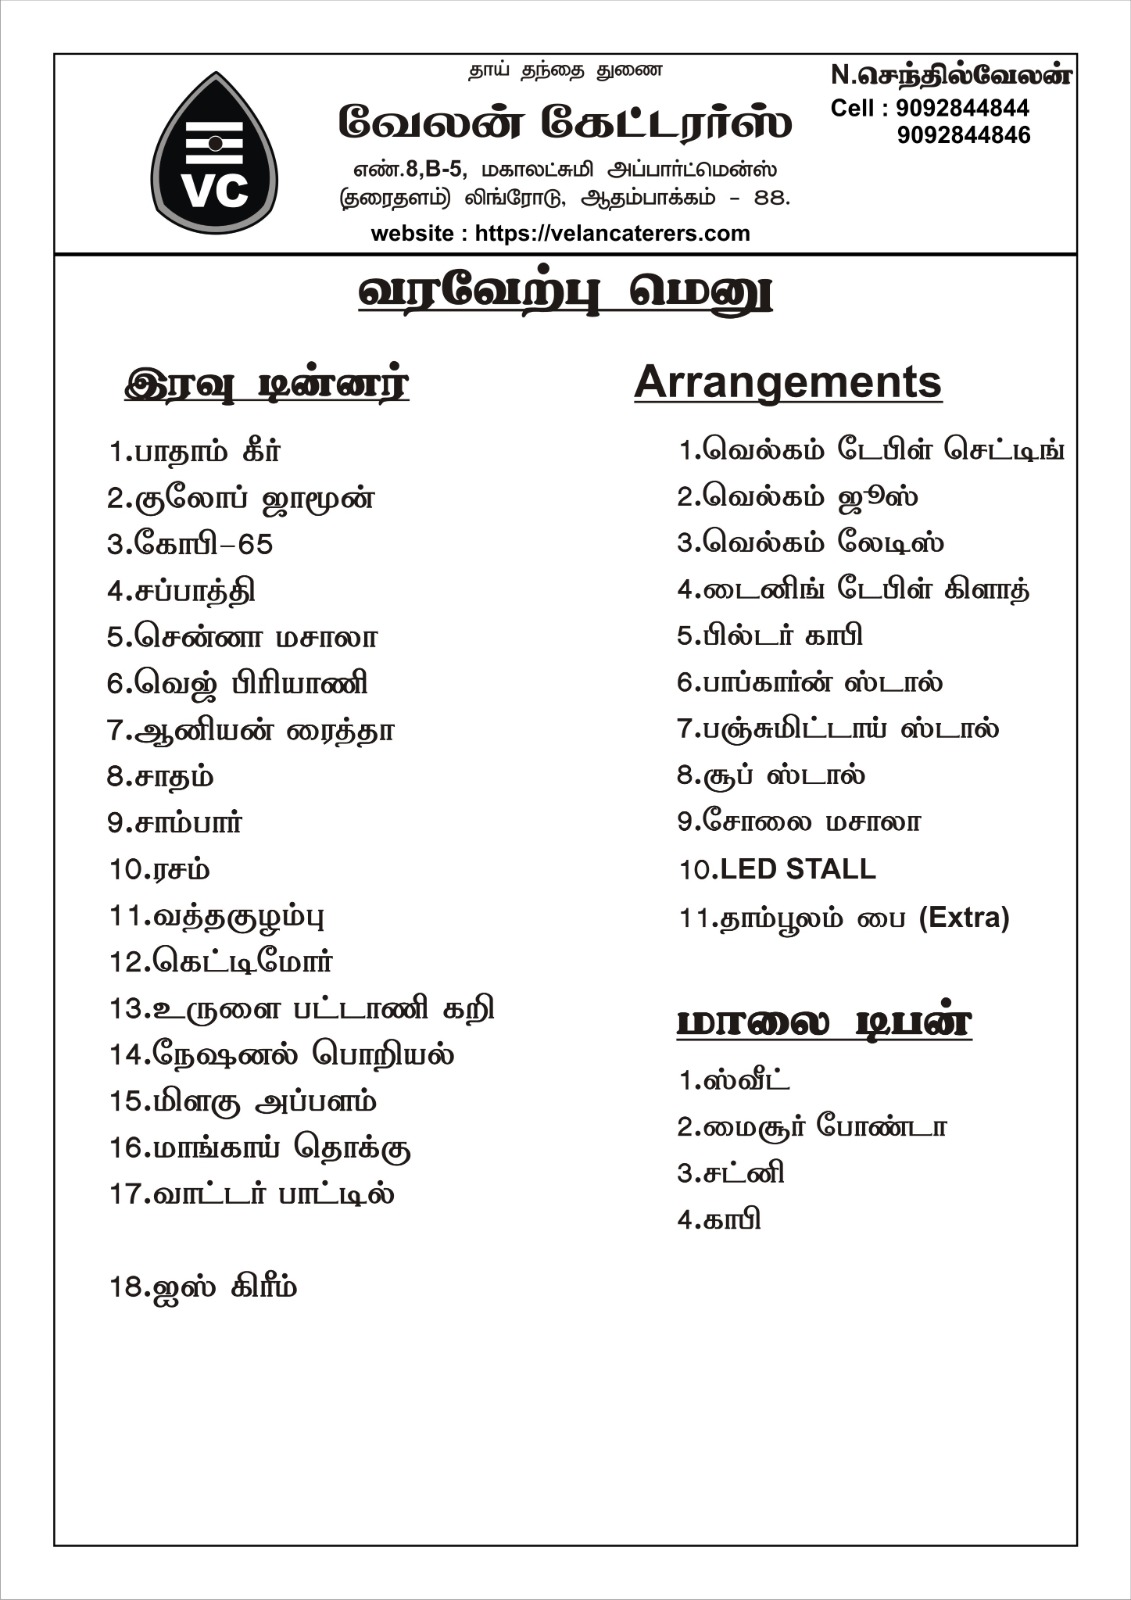 தாய் தந்தை துணை
வேலன் கேட்டரர்ஸ்
எண்.8,B-5, மகாலட்சுமி அப்பார்ட்மென்ஸ்
(தரைதளம்) லிங்ரோடு, ஆதம்பாக்கம் - 88.
website : https://velancaterers.com
N.செந்தில்வேலன்
Cell : 9092844844
9092844846
VC
வரவேற்பு மெனு
இரவு டின்னர்
1.பாதாம் கீர்
2.குலோப் ஜாமூன்
3.கோபி-65
4.சப்பாத்தி
5.சென்னா மசாலா
6.வெஜ் பிரியாணி
7.ஆனியன் ரைத்தா
8.சாதம்
9.சாம்பார்
10.ரசம்
11.வத்தகுழம்பு
12.கெட்டிமோர்
13.உருளை பட்டாணி கறி
14.நேஷனல் பொறியல்
15.மிளகு அப்பளம்
16.மாங்காய் தொக்கு
17.வாட்டர் பாட்டில்
18.ஐஸ் கிரீம்
Arrangements
1.வெல்கம் டேபிள் செட்டிங்
2.வெல்கம் ஜூஸ்
3.வெல்கம் லேடிஸ்
4.டைனிங் டேபிள் கிளாத்
5.பில்டர் காபி
6.பாப்கார்ன் ஸ்டால்
7.பஞ்சுமிட்டாய் ஸ்டால்
8.சூப் ஸ்டால்
9.சோலை மசாலா
10.LED STALL
11.தாம்பூலம் பை (Extra)
மாலை டிபன்
1.ஸ்வீட்
2.மைசூர் போண்டா
3.சட்னி
4.காபி